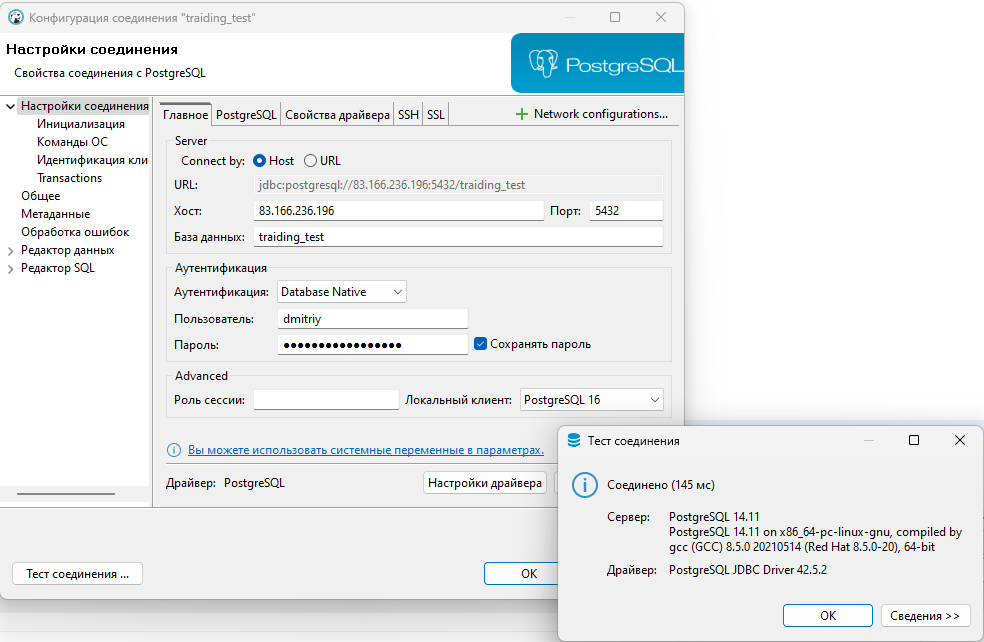 Конфигурация соединения "traiding_test"
Настройки соединения
Свойства соединения с PostgreSQL
PostgreSQL
Настройки соединения
Инициализация
Команды ОС
Идентификация кли
Transactions
Общее
Метаданные
Обработка ошибок
Редактор данных
Редактор SQL
Главное PostgreSQL Свойства драйвера SSH SSL Network configurations...
Server
Connect by: Host URL
URL: jdbc:postgresql://83.166.236.196:5432/traiding_test
Хост: 83.166.236.196 Порт: 5432
База данных: traiding_test
Аутентификация
Аутентификация: Database Native
Пользователь: dmitriy
Пароль: ••••••••••••••••• Сохранять пароль
Advanced
Роль сессии: Локальный клиент: PostgreSQL 16
Вы можете использовать системные переменные в параметрах.
Драйвер: PostgreSQL Настройки драйвера
Тест соединения ... OK
Тест соединения
Соединено (145 мс)
Сервер: PostgreSQL 14.11
PostgreSQL 14.11 on x86_64-pc-linux-gnu, compiled by
gcc (GCC) 8.5.0 20210514 (Red Hat 8.5.0-20), 64-bit
Драйвер: PostgreSQL JDBC Driver 42.5.2
OK Сведения >>